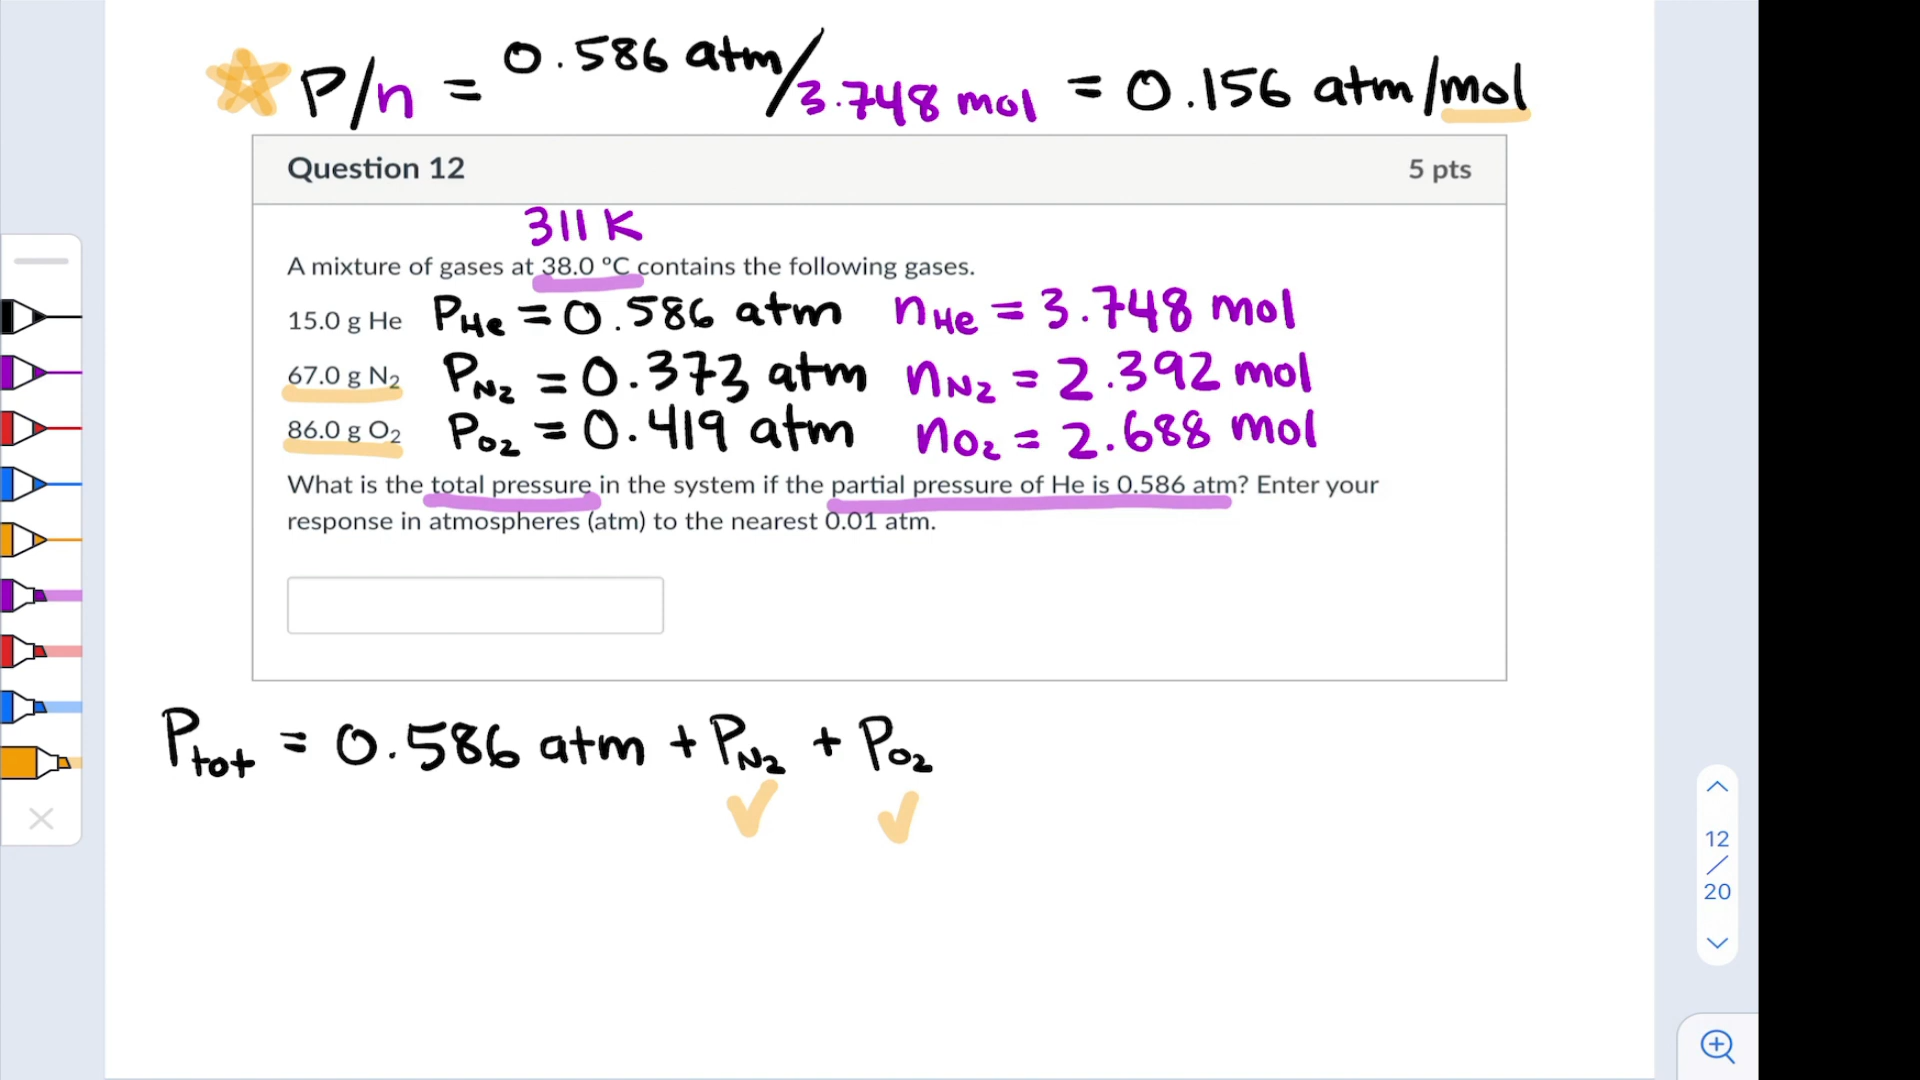 P/n = 0.586 atm/3.748 mol = 0.156 atm/mol
Question 12 5 pts
311 K
A mixture of gases at 38.0 °C contains the following gases.
15.0 g He P_He = 0.586 atm n_He = 3.748 mol
67.0 g N₂ P_N₂ = 0.373 atm n_N₂ = 2.392 mol
86.0 g O₂ P_O₂ = 0.419 atm n_O₂ = 2.688 mol
What is the total pressure in the system if the partial pressure of He is 0.586 atm? Enter your
response in atmospheres (atm) to the nearest 0.01 atm.
P_tot = 0.586 atm + P_N₂ + P_O₂
12
/
20